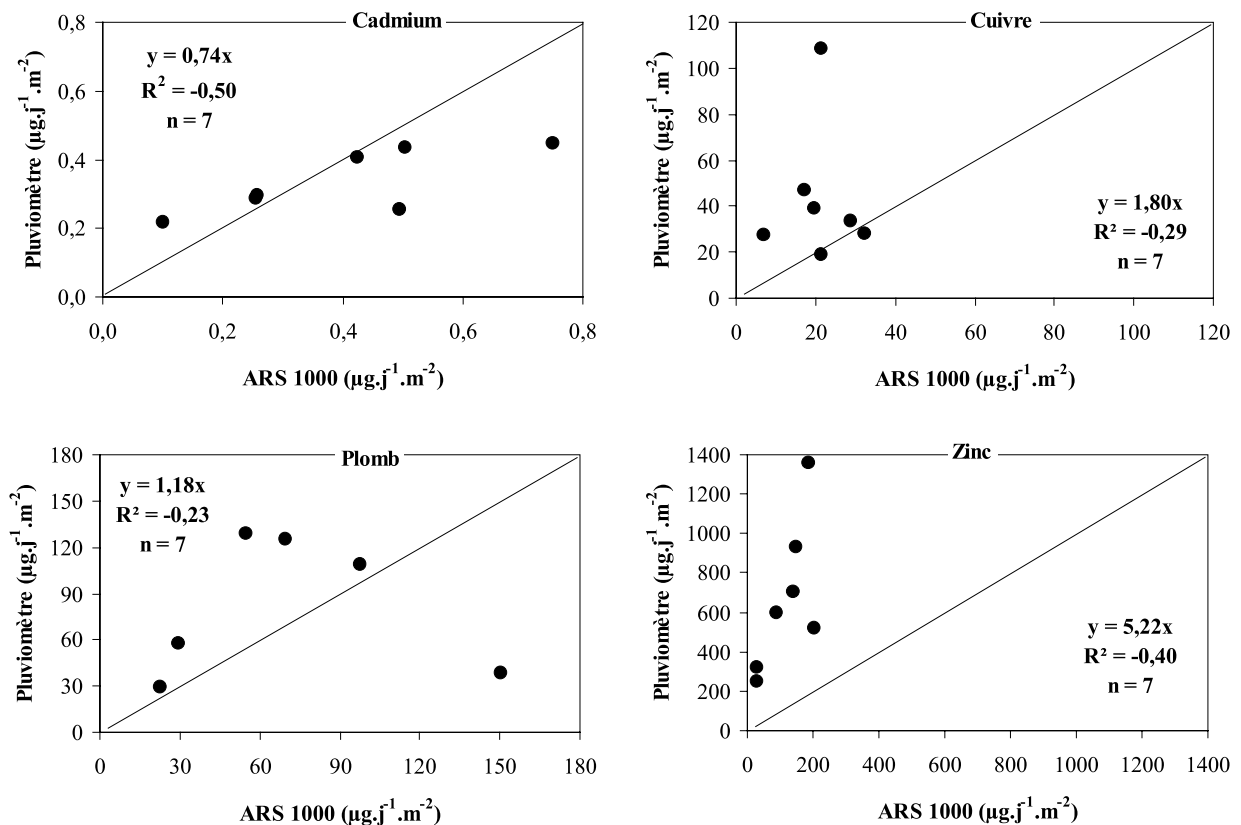 Cadmium
y = 0,74x
R² = -0,50
n = 7
Pluviomètre (µg.j⁻¹.m⁻²)
0,8
0,6
0,4
0,2
0,0
0,0 0,2 0,4 0,6 0,8
ARS 1000 (µg.j⁻¹.m⁻²)
Cuivre
y = 1,80x
R² = -0,29
n = 7
Pluviomètre (µg.j⁻¹.m⁻²)
120
100
80
60
40
20
0
0 20 40 60 80 100 120
ARS 1000 (µg.j⁻¹.m⁻²)
Plomb
y = 1,18x
R² = -0,23
n = 7
Pluviomètre (µg.j⁻¹.m⁻²)
180
150
120
90
60
30
0
0 30 60 90 120 150 180
ARS 1000 (µg.j⁻¹.m⁻²)
Zinc
y = 5,22x
R² = -0,40
n = 7
Pluviomètre (µg.j⁻¹.m⁻²)
1400
1200
1000
800
600
400
200
0
0 200 400 600 800 1000 1200 1400
ARS 1000 (µg.j⁻¹.m⁻²)